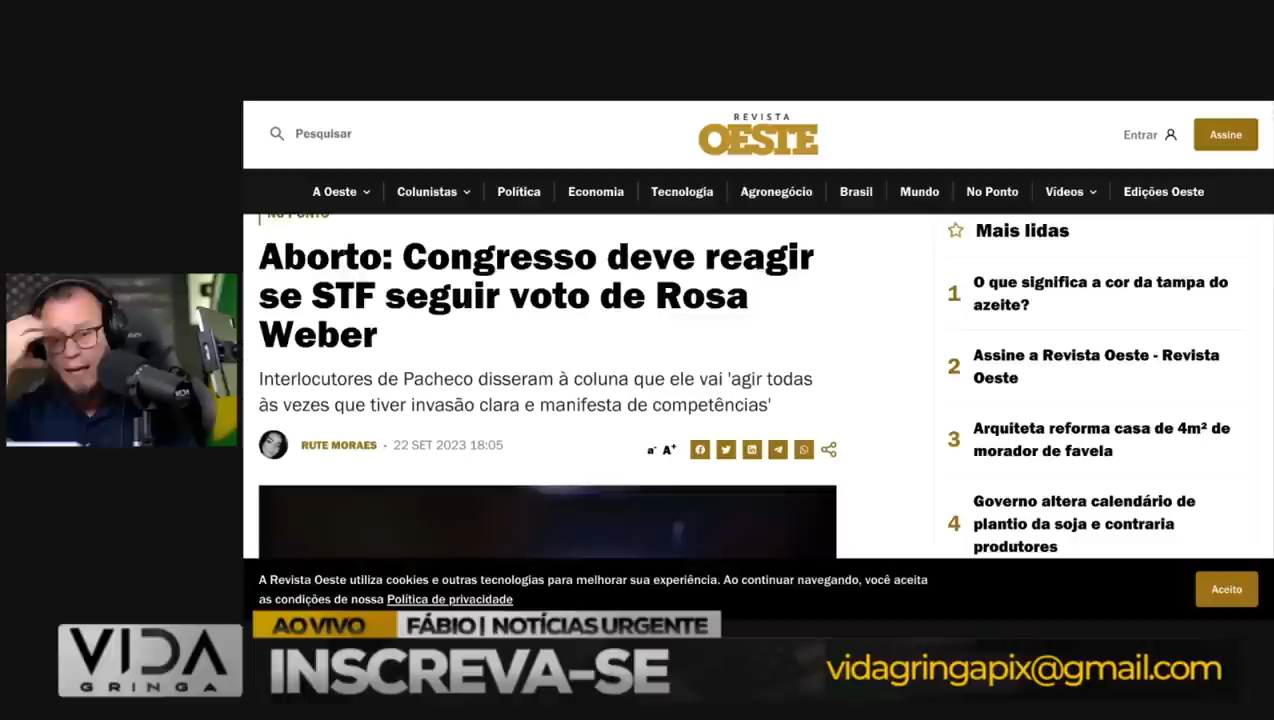 Pesquisar
REVISTA
OESTE
Entrar
Assine
A Oeste
Colunistas
Política
Economia
Tecnologia
Agronegócio
Brasil
Mundo
No Ponto
Vídeos
Edições Oeste
NO PONTO
Aborto: Congresso deve reagir
se STF seguir voto de Rosa
Weber
Interlocutores de Pacheco disseram à coluna que ele vai 'agir todas
às vezes que tiver invasão clara e manifesta de competências'
RUTE MORAES - 22 SET 2023 18:05
a- A+
Mais lidas
1 O que significa a cor da tampa do
azeite?
2 Assine a Revista Oeste - Revista
Oeste
3 Arquiteta reforma casa de 4m² de
morador de favela
4 Governo altera calendário de
plantio da soja e contraria
produtores
A Revista Oeste utiliza cookies e outras tecnologias para melhorar sua experiência. Ao continuar navegando, você aceita
as condições de nossa Política de privacidade
Aceito
AO VIVO FÁBIO | NOTÍCIAS URGENTE
VIDA
GRINGA
INSCREVA-SE
vidagringapix@gmail.com